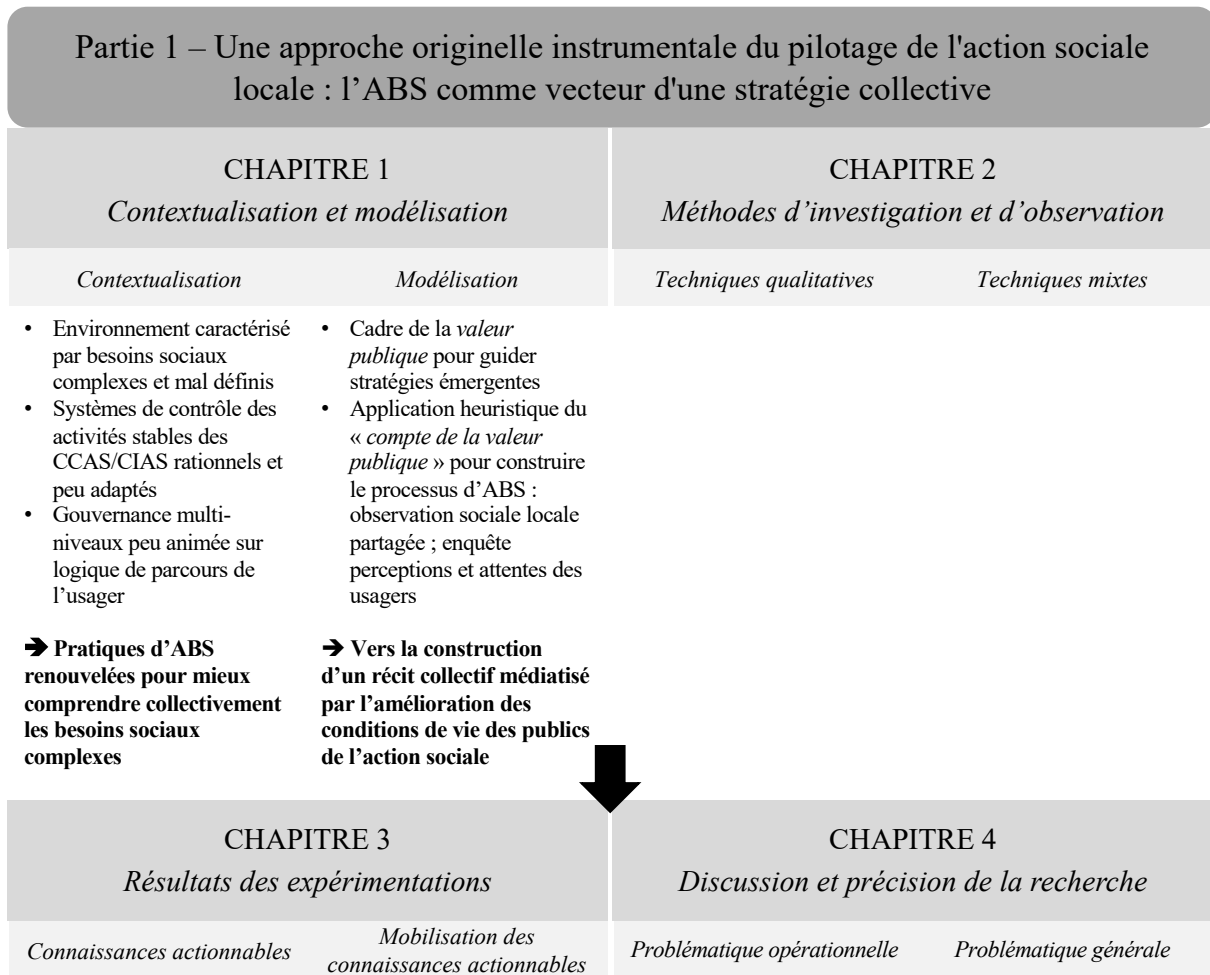 Partie 1 – Une approche originelle instrumentale du pilotage de l'action sociale
locale : l’ABS comme vecteur d'une stratégie collective
CHAPITRE 1
Contextualisation et modélisation
CHAPITRE 2
Méthodes d’investigation et d’observation
Contextualisation
Modélisation
Techniques qualitatives
Techniques mixtes
• Environnement caractérisé
par besoins sociaux
complexes et mal définis
• Systèmes de contrôle des
activités stables des
CCAS/CIAS rationnels et
peu adaptés
• Gouvernance multi-
niveaux peu animée sur
logique de parcours de
l’usager
➔ Pratiques d’ABS
renouvelées pour mieux
comprendre collectivement
les besoins sociaux
complexes
• Cadre de la valeur
publique pour guider
stratégies émergentes
• Application heuristique du
« compte de la valeur
publique » pour construire
le processus d’ABS :
observation sociale locale
partagée ; enquête
perceptions et attentes des
usagers
➔ Vers la construction
d’un récit collectif médiatisé
par l’amélioration des
conditions de vie des publics
de l’action sociale
CHAPITRE 3
Résultats des expérimentations
CHAPITRE 4
Discussion et précision de la recherche
Connaissances actionnables
Mobilisation des
connaissances actionnables
Problématique opérationnelle
Problématique générale